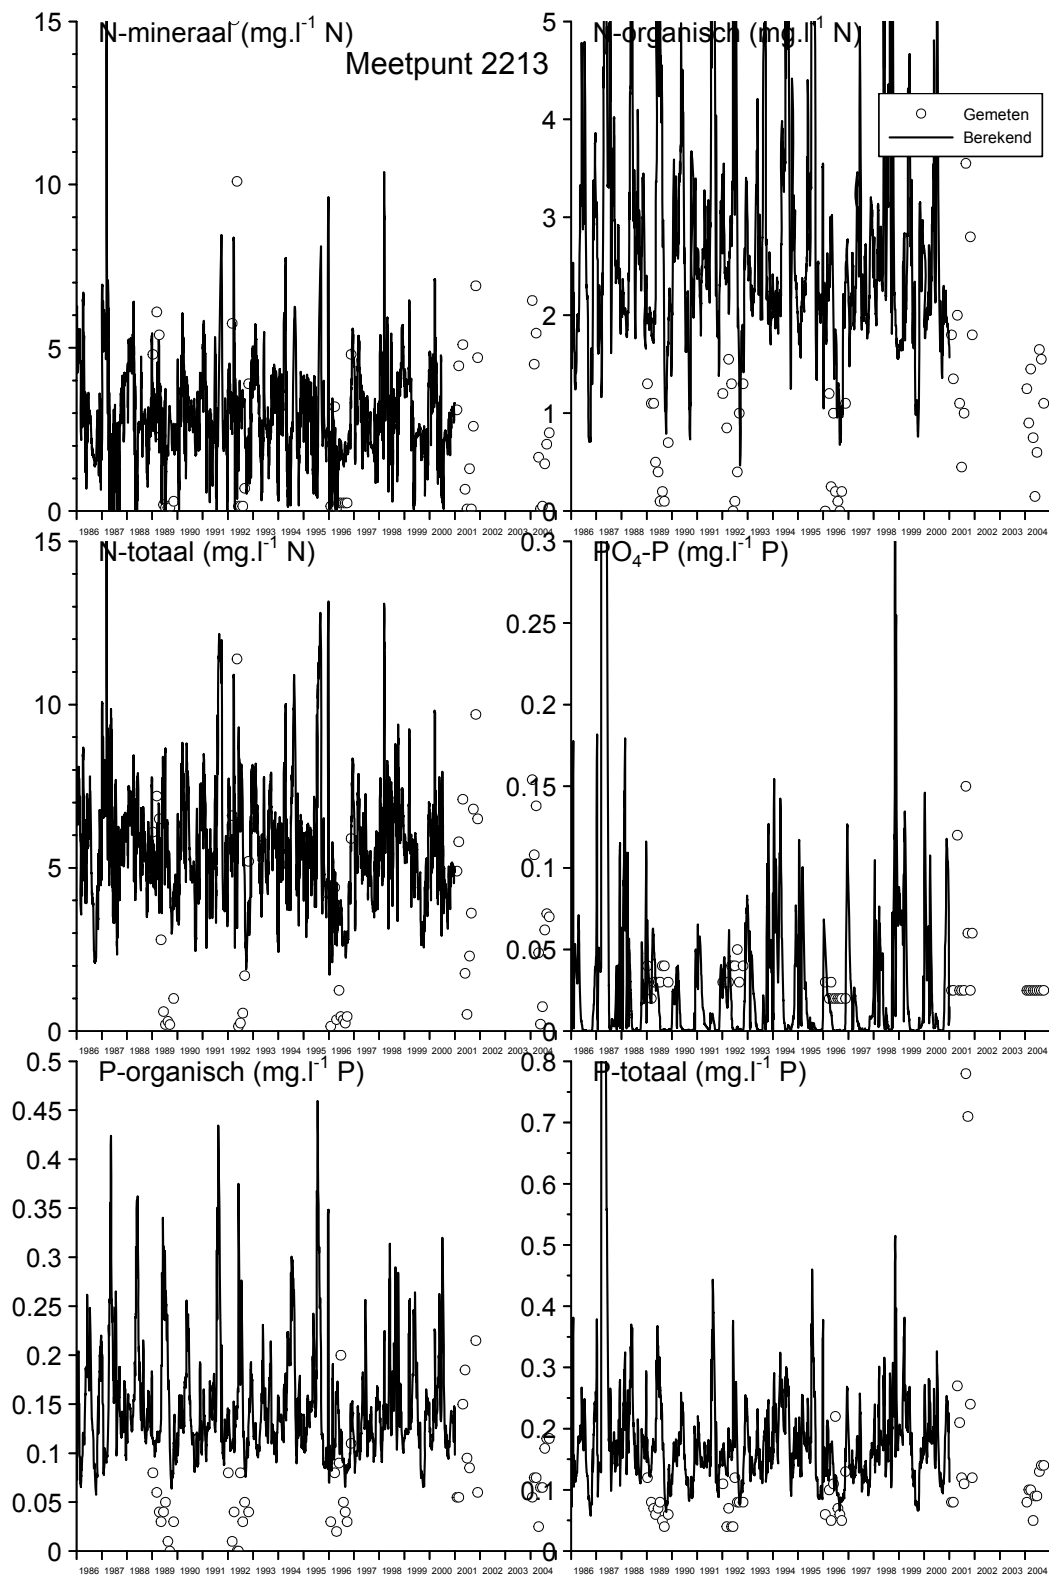 N-mineraal (mg.l⁻¹ N)
N-organisch (mg.l⁻¹ N)
Meetpunt 2213
Gemeten
Berekend
15
10
5
0
5
4
3
2
1
0
1986 1987 1988 1989 1990 1991 1992 1993 1994 1995 1996 1997 1998 1999 2000 2001 2002 2003 2004
1986 1987 1988 1989 1990 1991 1992 1993 1994 1995 1996 1997 1998 1999 2000 2001 2002 2003 2004
N-totaal (mg.l⁻¹ N)
PO₄-P (mg.l⁻¹ P)
15
10
5
0
0.3
0.25
0.2
0.15
0.1
0.05
0
1986 1987 1988 1989 1990 1991 1992 1993 1994 1995 1996 1997 1998 1999 2000 2001 2002 2003 2004
1986 1987 1988 1989 1990 1991 1992 1993 1994 1995 1996 1997 1998 1999 2000 2001 2002 2003 2004
P-organisch (mg.l⁻¹ P)
P-totaal (mg.l⁻¹ P)
0.5
0.45
0.4
0.35
0.3
0.25
0.2
0.15
0.1
0.05
0
0.8
0.7
0.6
0.5
0.4
0.3
0.2
0.1
0
1986 1987 1988 1989 1990 1991 1992 1993 1994 1995 1996 1997 1998 1999 2000 2001 2002 2003 2004
1986 1987 1988 1989 1990 1991 1992 1993 1994 1995 1996 1997 1998 1999 2000 2001 2002 2003 2004